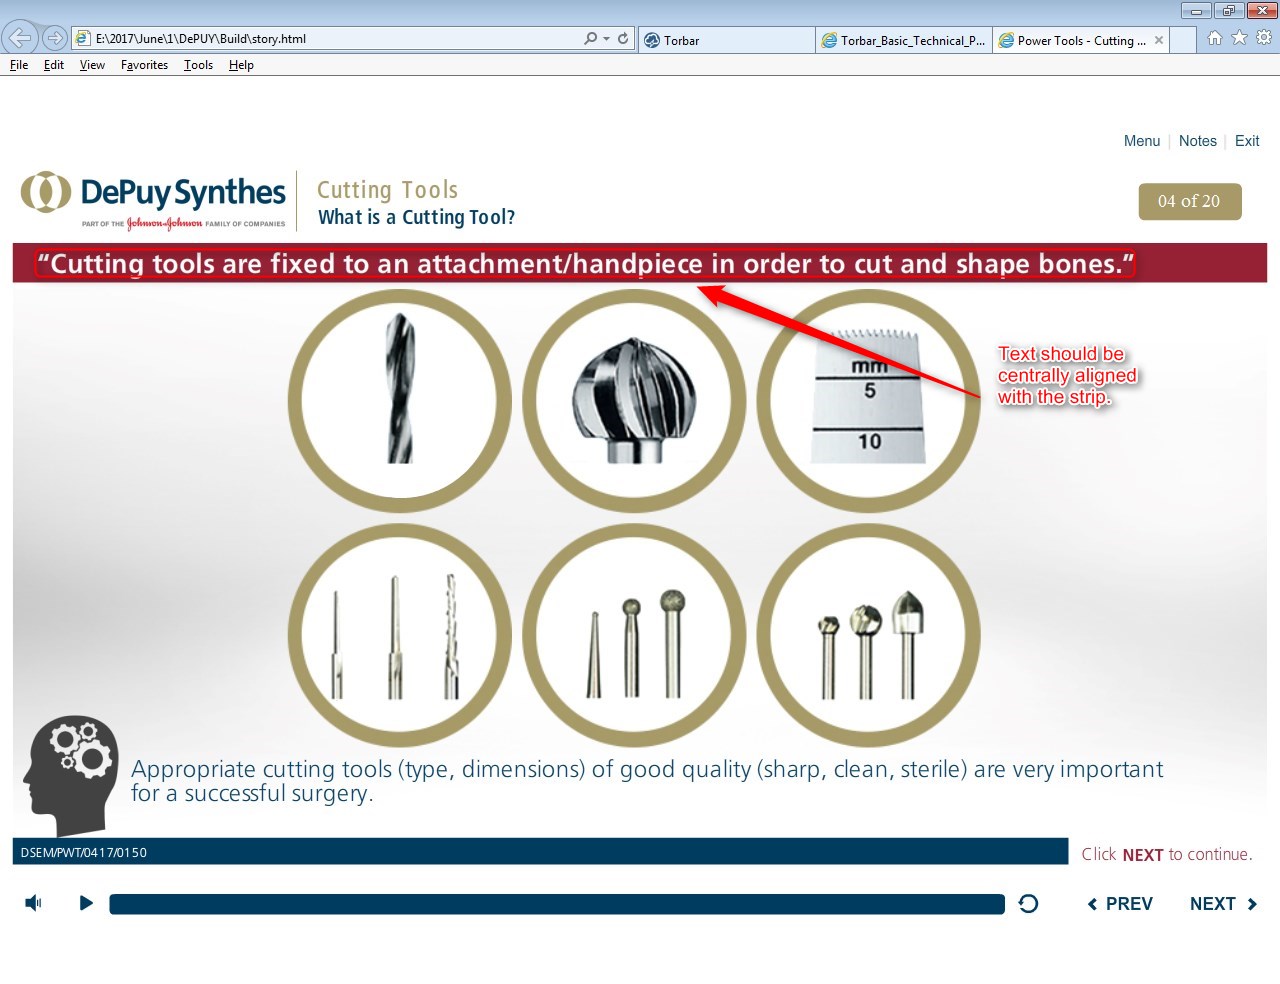 E:\2017\June\1\DePUY\Build\story.html
Torbar
Torbar_Basic_Technical_P...
Power Tools - Cutting ...
File Edit View Favorites Tools Help
Menu | Notes | Exit
DePuy Synthes
PART OF THE Johnson & Johnson FAMILY OF COMPANIES
Cutting Tools
What is a Cutting Tool?
04 of 20
“Cutting tools are fixed to an attachment/handpiece in order to cut and shape bones.”
Text should be
centrally aligned
with the strip.
mm
5
10
Appropriate cutting tools (type, dimensions) of good quality (sharp, clean, sterile) are very important
for a successful surgery.
DSEM/PWT/0417/0150
Click NEXT to continue.
PREV
NEXT